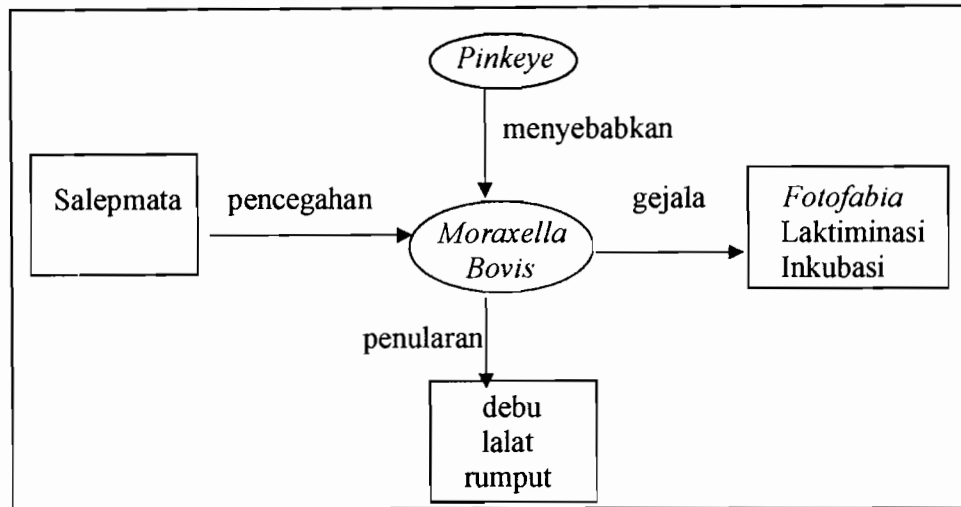 Pinkeye
menyebabkan
Salepmata
pencegahan
gejala
Moraxella
Bovis
Fotofabia
Laktiminasi
Inkubasi
penularan
debu
lalat
rumput